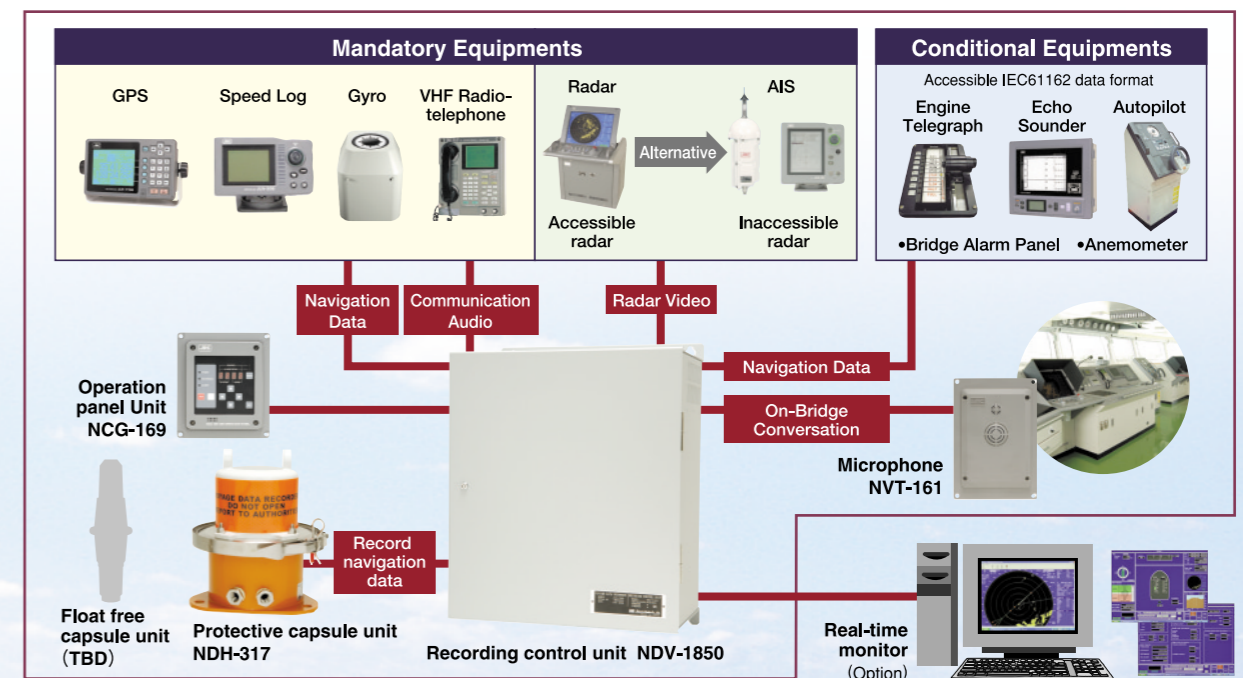 Mandatory Equipments
GPS
Speed Log
Gyro
VHF Radio-
telephone
Radar
Alternative
AIS
Accessible
radar
Inaccessible
radar
Conditional Equipments
Accessible IEC61162 data format
Engine
Telegraph
Echo
Sounder
Autopilot
•Bridge Alarm Panel
•Anemometer
Navigation
Data
Communication
Audio
Radar Video
Navigation Data
On-Bridge
Conversation
Operation
panel Unit
NCG-169
Microphone
NVT-161
DO NOT OPEN
Record
navigation
data
Float free
capsule unit
（TBD）
Protective capsule unit
NDH-317
Recording control unit NDV-1850
Real-time
monitor
(Option)